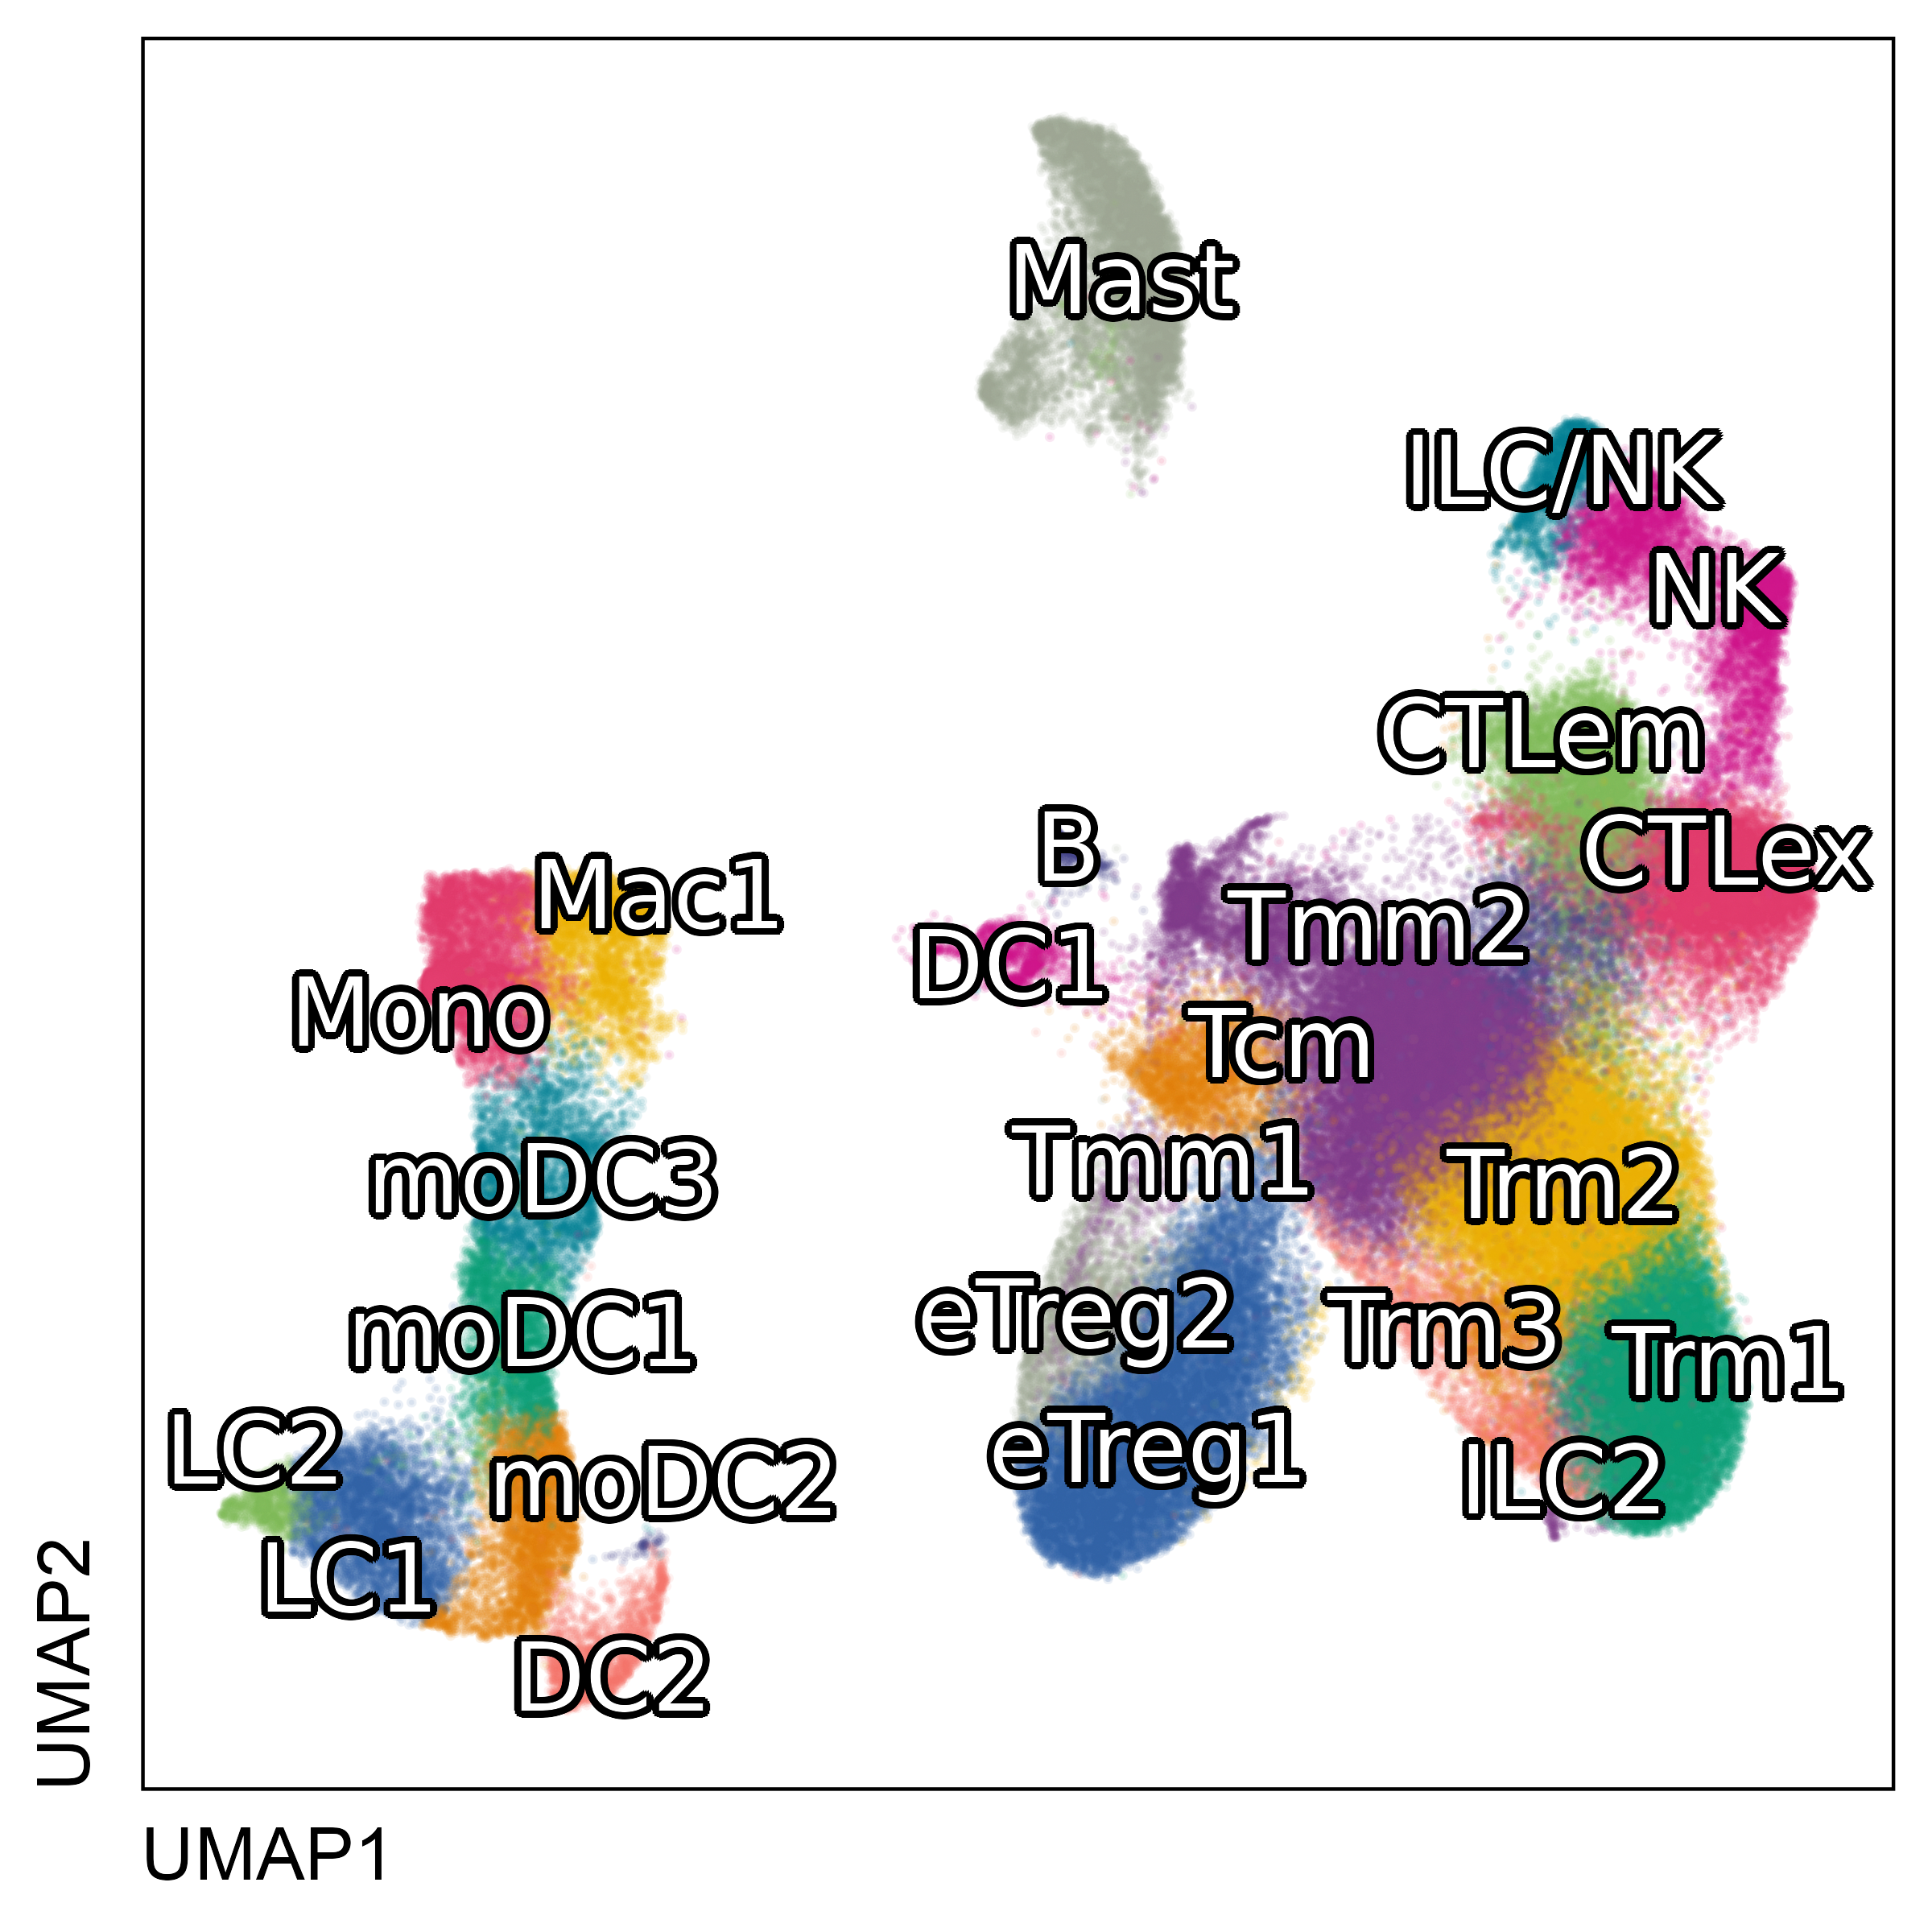 Mast
ILC/NK
NK
CTLem
B
CTLex
Mac1
Tmm2
DC1
Mono
Tcm
Tmm1
moDC3
Trm2
eTreg2
Trm3
moDC1
Trm1
LC2
eTreg1
moDC2
ILC2
LC1
DC2
UMAP2
UMAP1